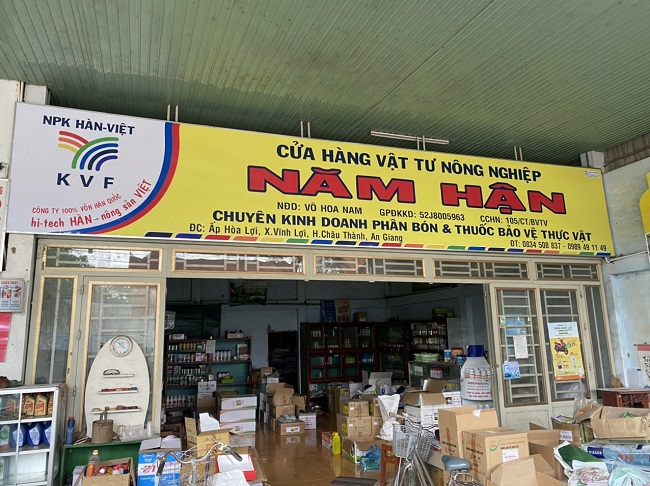 NPK HÀN-VIỆT
KVF
CÔNG TY 100% VỐN HÀN QUỐC
hi-tech HÀN - nông sản VIỆT
CỬA HÀNG VẬT TƯ NÔNG NGHIỆP
NĂM HẬN
NĐD: VÕ HOA NAM GPĐKKD: 52J8005963 CCHN: 105/CT/BVTV
CHUYÊN KINH DOANH PHÂN BÓN & THUỐC BẢO VỆ THỰC VẬT
ĐC: Ấp Hòa Lợi, X.Vĩnh Lợi, H.Châu Thành, An Giang
ĐT: 0834 508 837 - 0989 49 11 49